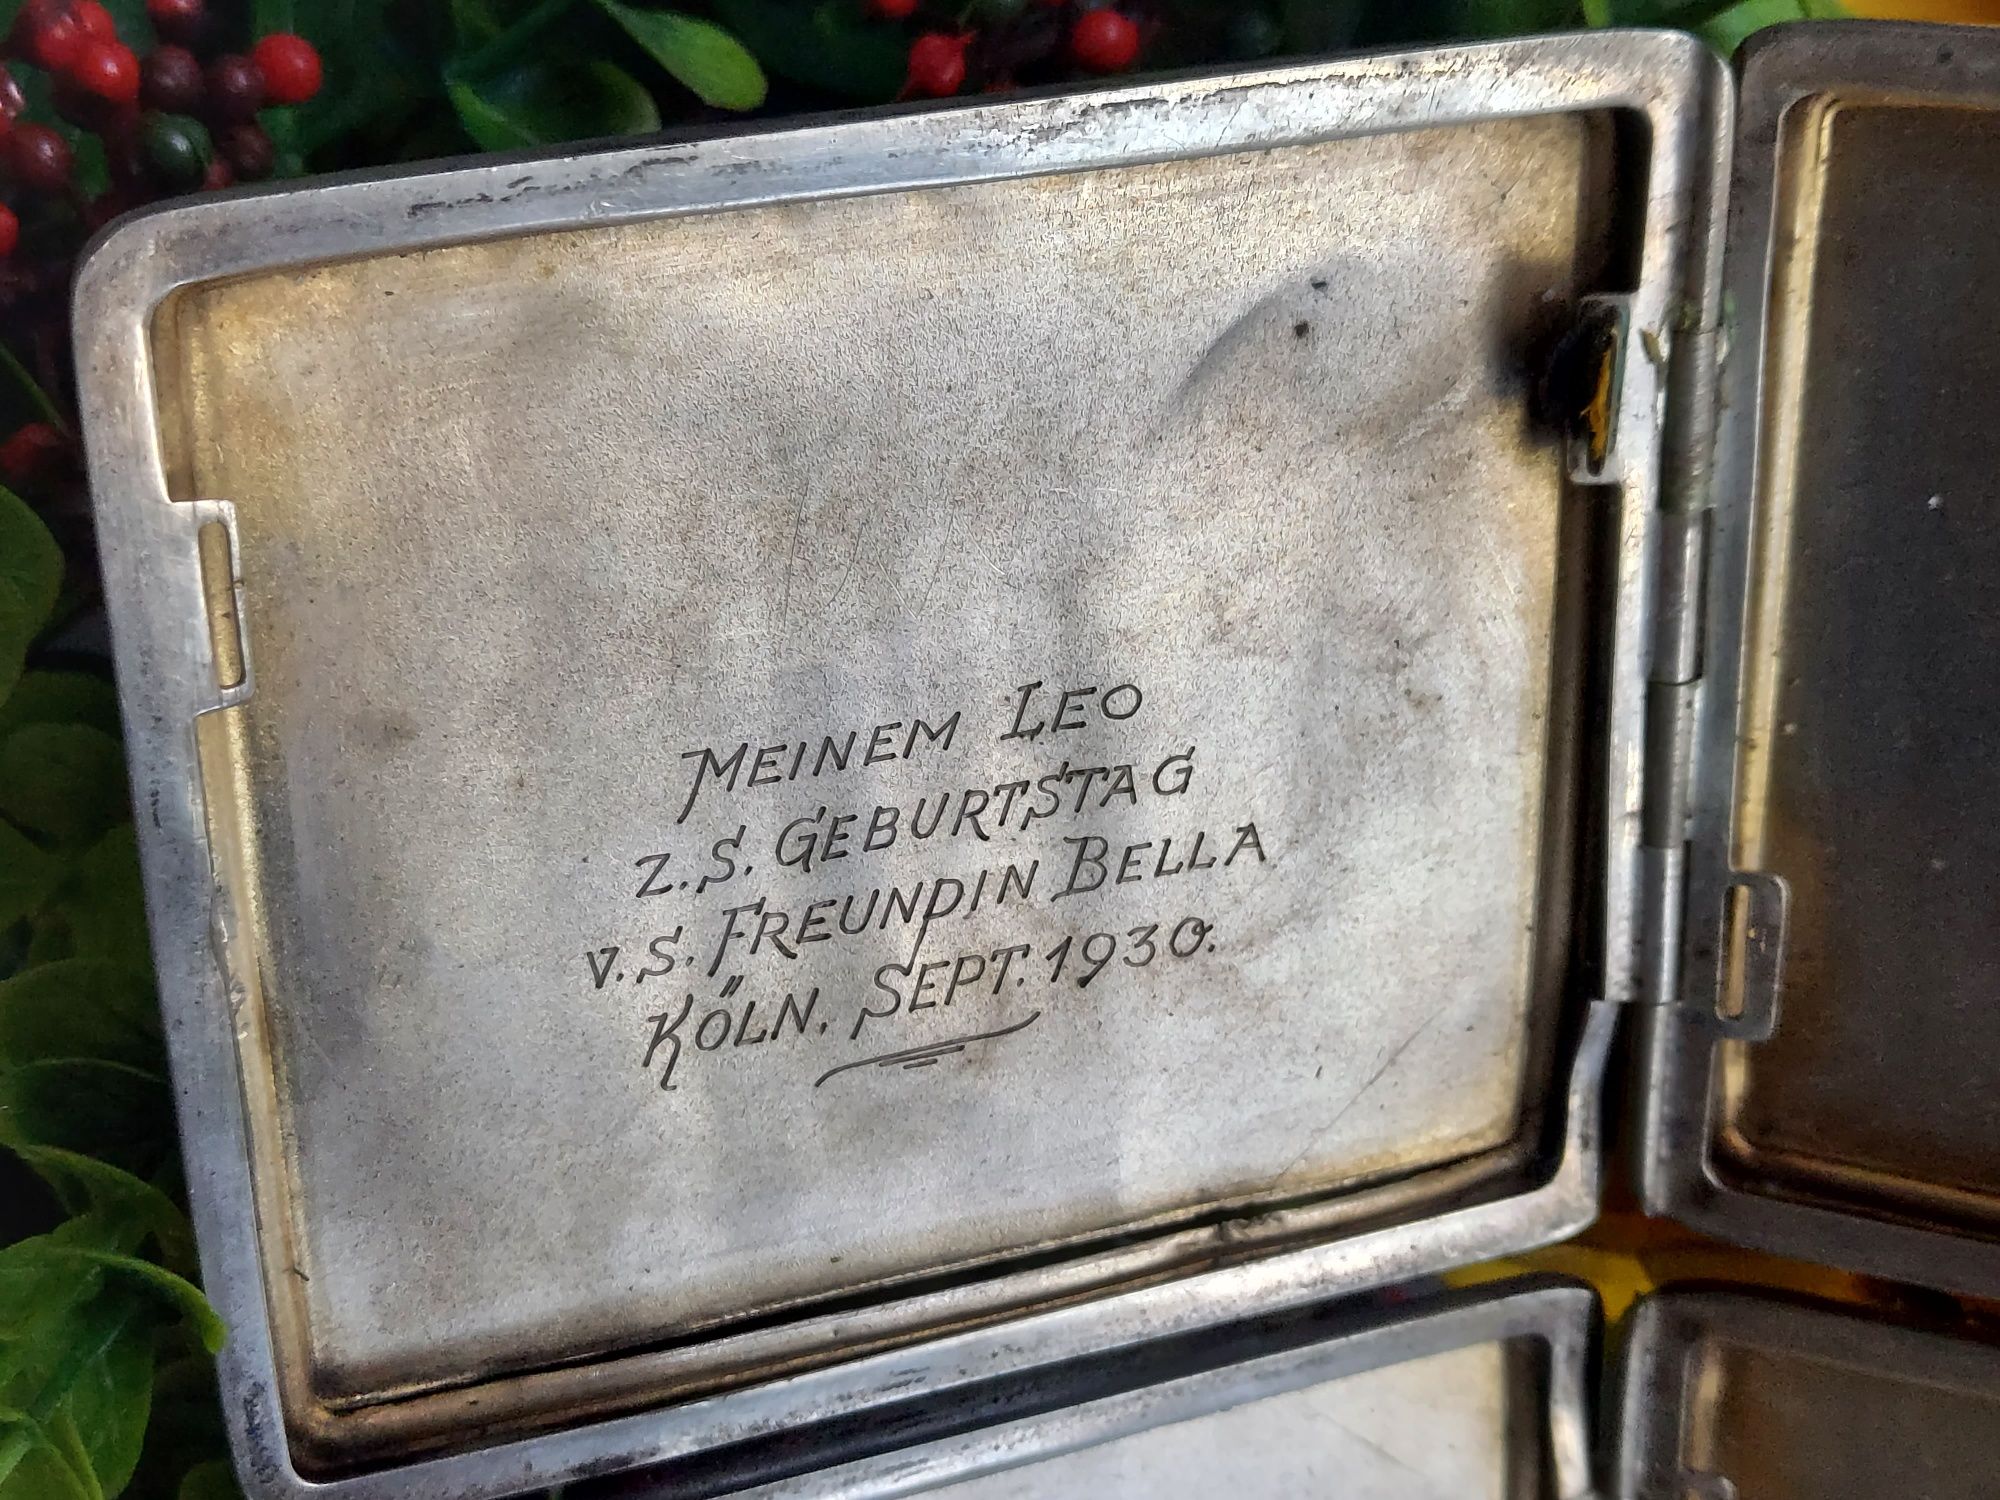 MEINEM LEO
Z.S. GEBURTSTAG
V.S. FREUNDIN BELLA
KÖLN, SEPT. 1930.